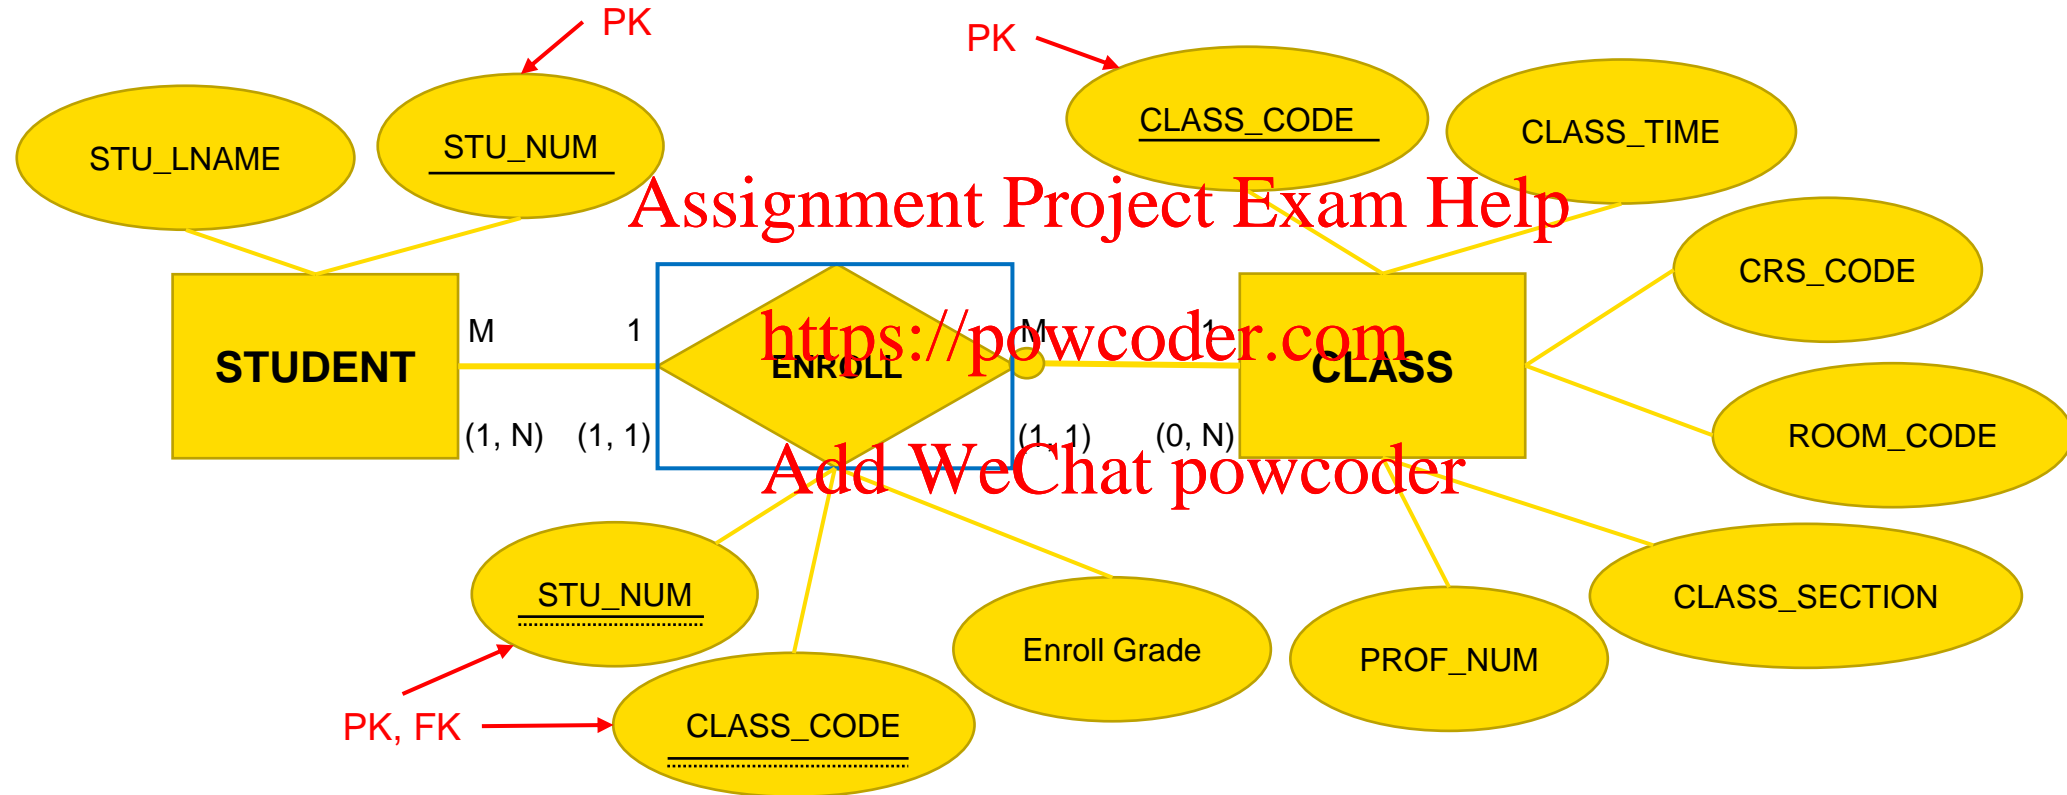 PK
PK
STU_LNAME
STU_NUM
CLASS_CODE
CLASS_TIME
Assignment Project Exam Help
CRS_CODE
M
1
https://powcoder.com
M
1
STUDENT
ENROLL
CLASS
(1, N)
(1, 1)
(1, 1)
(0, N)
ROOM_CODE
Add WeChat powcoder
STU_NUM
CLASS_SECTION
Enroll Grade
PROF_NUM
PK, FK
CLASS_CODE